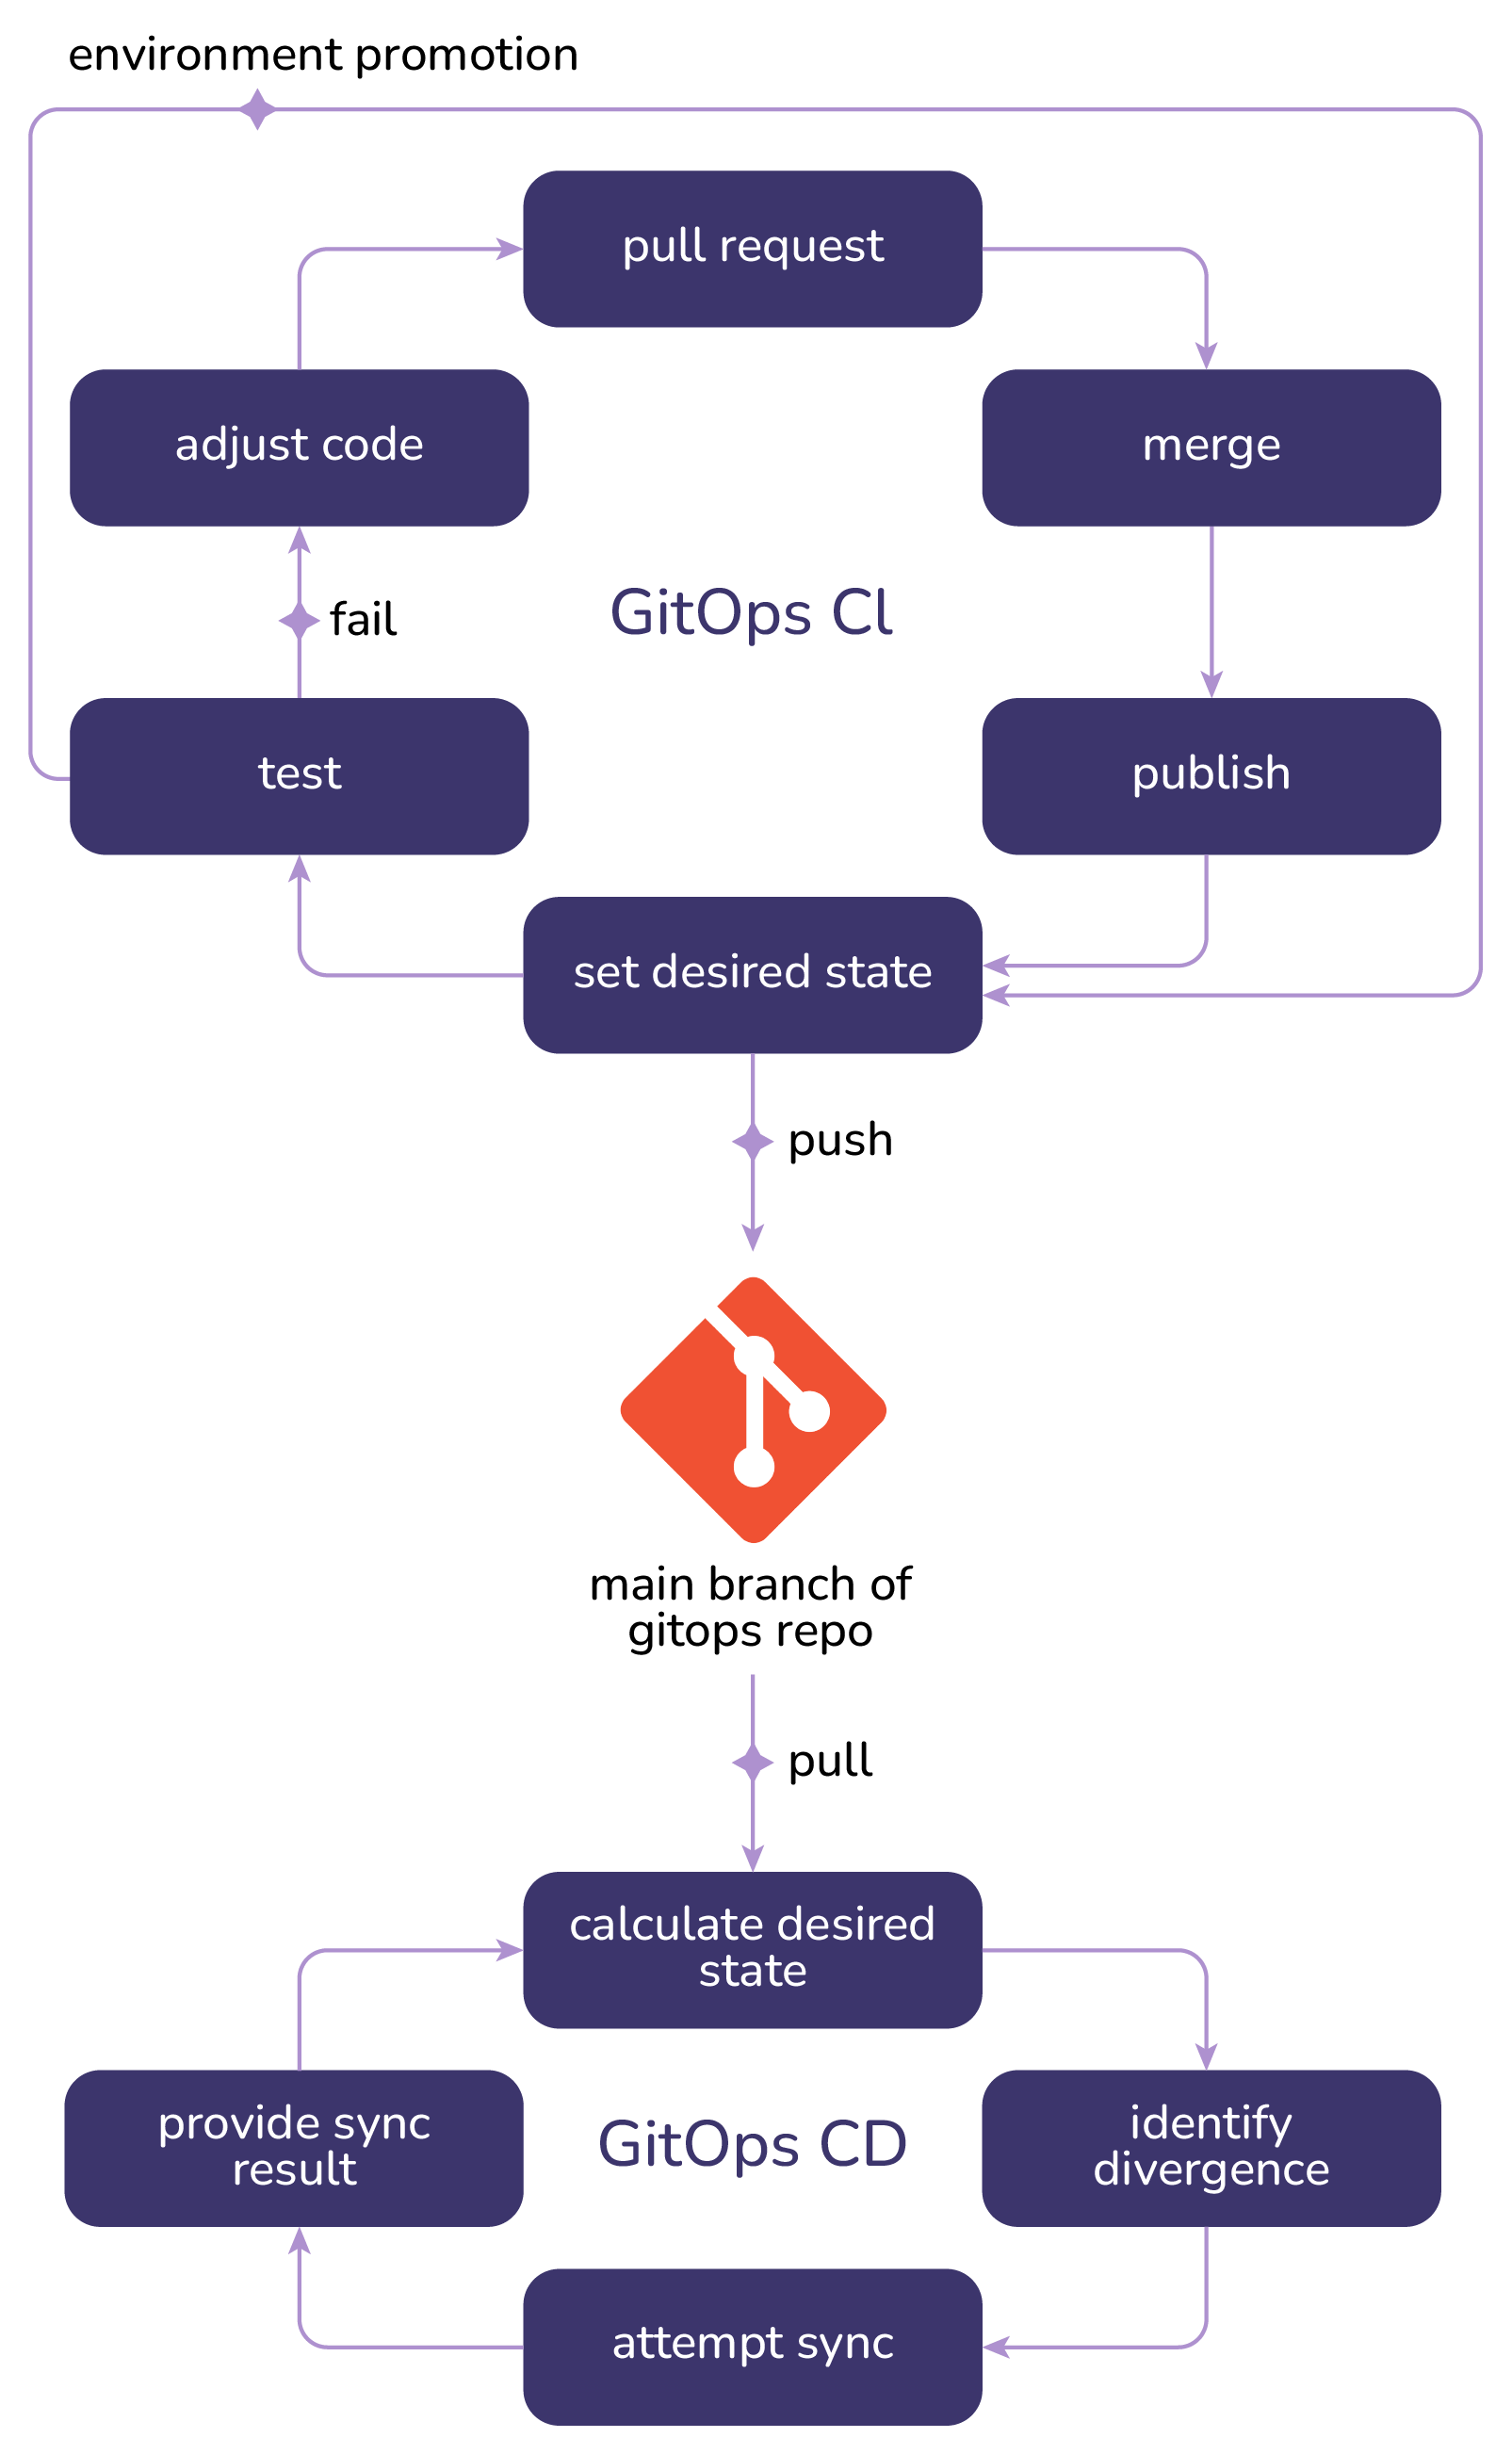 environment promotion
pull request
adjust code
merge
GitOps CI
fail
test
publish
set desired state
push
main branch of
gitops repo
pull
calculate desired
state
provide sync
result
GitOps CD
identify
divergence
attempt sync